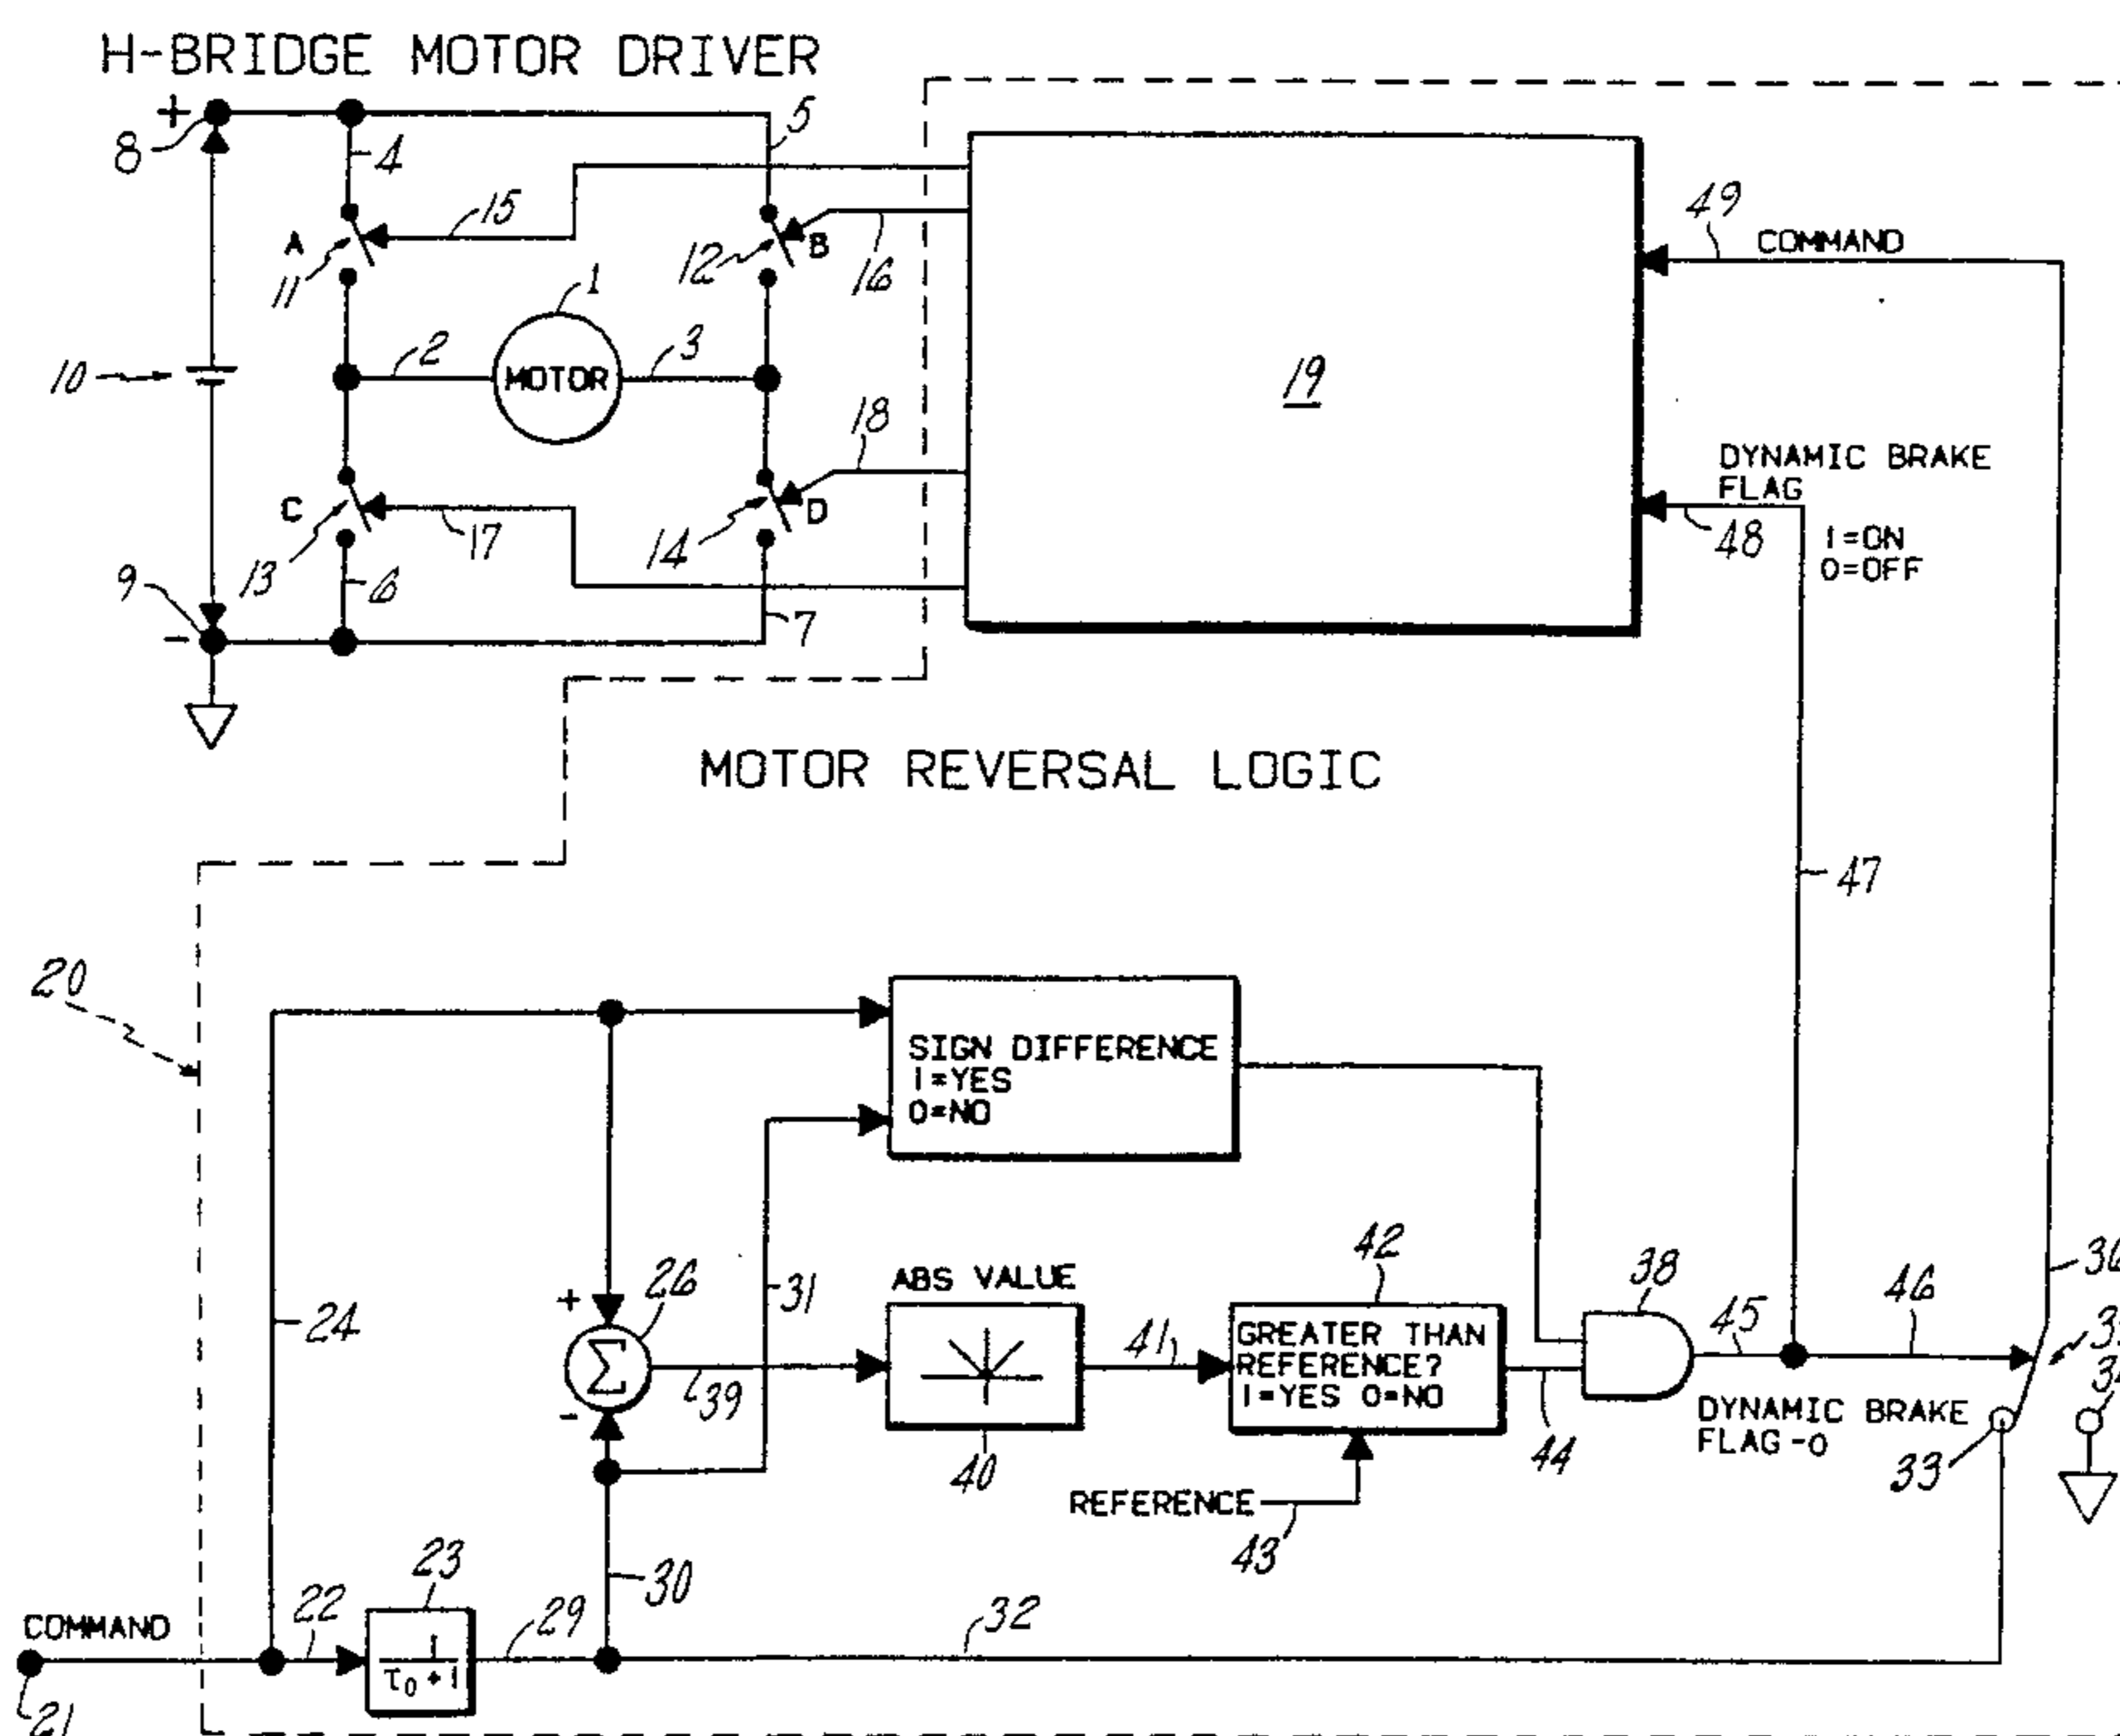 H-BRIDGE MOTOR DRIVER
+
8
4
5
A
11
15
12
B
16
1
2
MOTOR
3
10
19
49
COMMAND
18
DYNAMIC BRAKE
FLAG
48
1=ON
0=OFF
C
13
17
14
D
9
-
6
7
MOTOR REVERSAL LOGIC
47
20
SIGN DIFFERENCE
1=YES
0=NO
24
+
26
Σ
-
31
39
ABS VALUE
40
41
42
GREATER THAN
REFERENCE?
1=YES 0=NO
REFERENCE
43
44
38
45
46
DYNAMIC BRAKE
FLAG-0
33
30
32
COMMAND
21
22
23
1
τ0 + 1
29